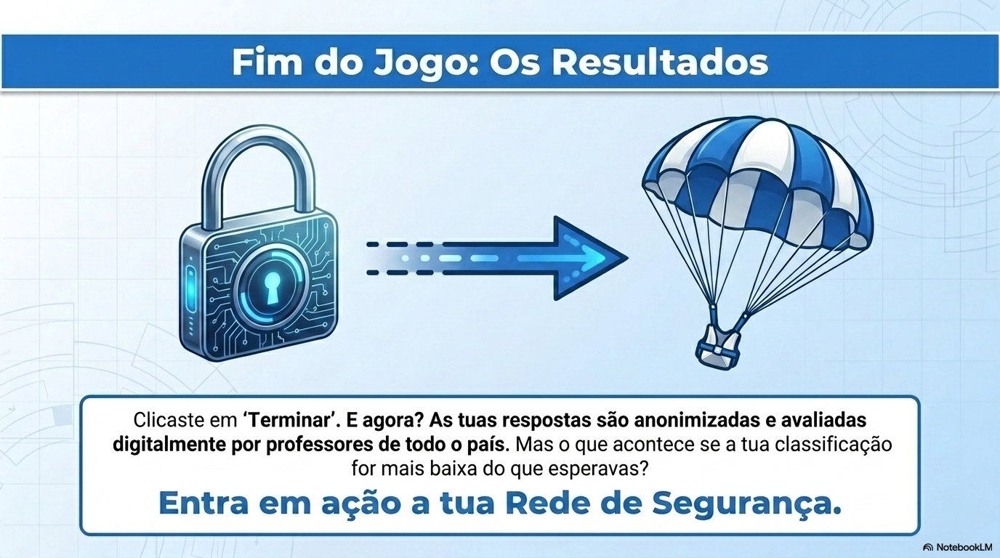 Fim do Jogo: Os Resultados
Clicaste em ‘Terminar’. E agora? As tuas respostas são anonimizadas e avaliadas
digitalmente por professores de todo o país. Mas o que acontece se a tua classificação
for mais baixa do que esperavas?
Entra em ação a tua Rede de Segurança.
NotebookLM